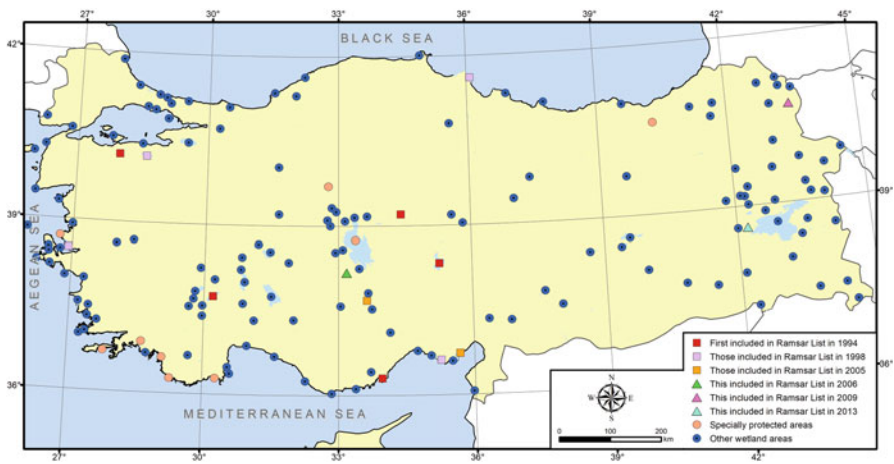 27° 30° 33° 36° 39° 42° 45°
42° BLACK SEA 42°
39° 39°
AEGEAN SEA
36° MEDITERRANEAN SEA 36°
First included in Ramsar List in 1994
Those included in Ramsar List in 1998
Those included in Ramsar List in 2005
This included in Ramsar List in 2006
This included in Ramsar List in 2009
This included in Ramsar List in 2013
Specially protected areas
Other wetland areas
N
W E
S
0 100 200
km
27° 30° 33° 36° 39° 42°